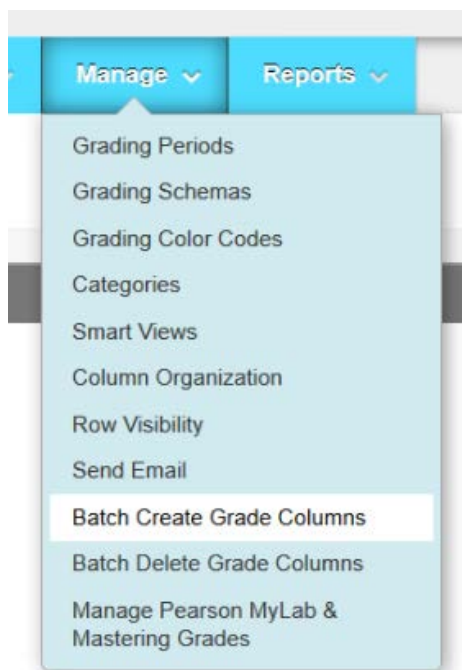 Manage Reports
Grading Periods
Grading Schemas
Grading Color Codes
Categories
Smart Views
Column Organization
Row Visibility
Send Email
Batch Create Grade Columns
Batch Delete Grade Columns
Manage Pearson MyLab &
Mastering Grades